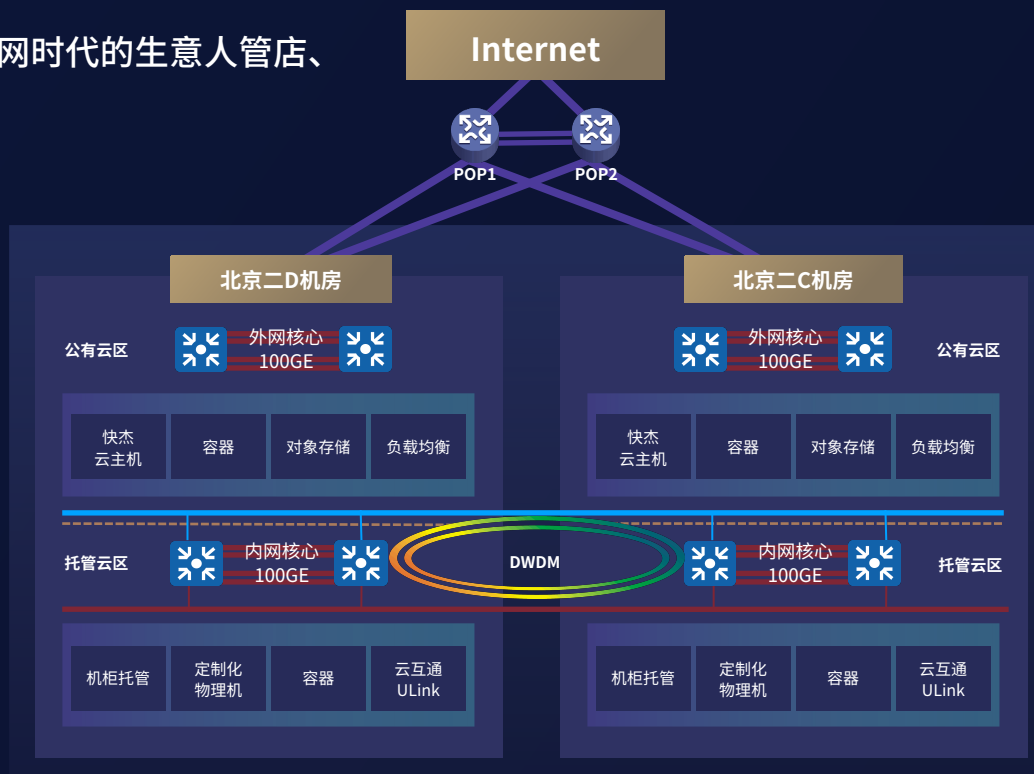 网时代的生意人管店、
Internet
POP1
POP2
北京二D机房
北京二C机房
公有云区
外网核心
100GE
外网核心
100GE
公有云区
快杰
云主机
容器
对象存储
负载均衡
快杰
云主机
容器
对象存储
负载均衡
托管云区
内网核心
100GE
DWDM
内网核心
100GE
托管云区
机柜托管
定制化
物理机
容器
云互通
ULink
机柜托管
定制化
物理机
容器
云互通
ULink